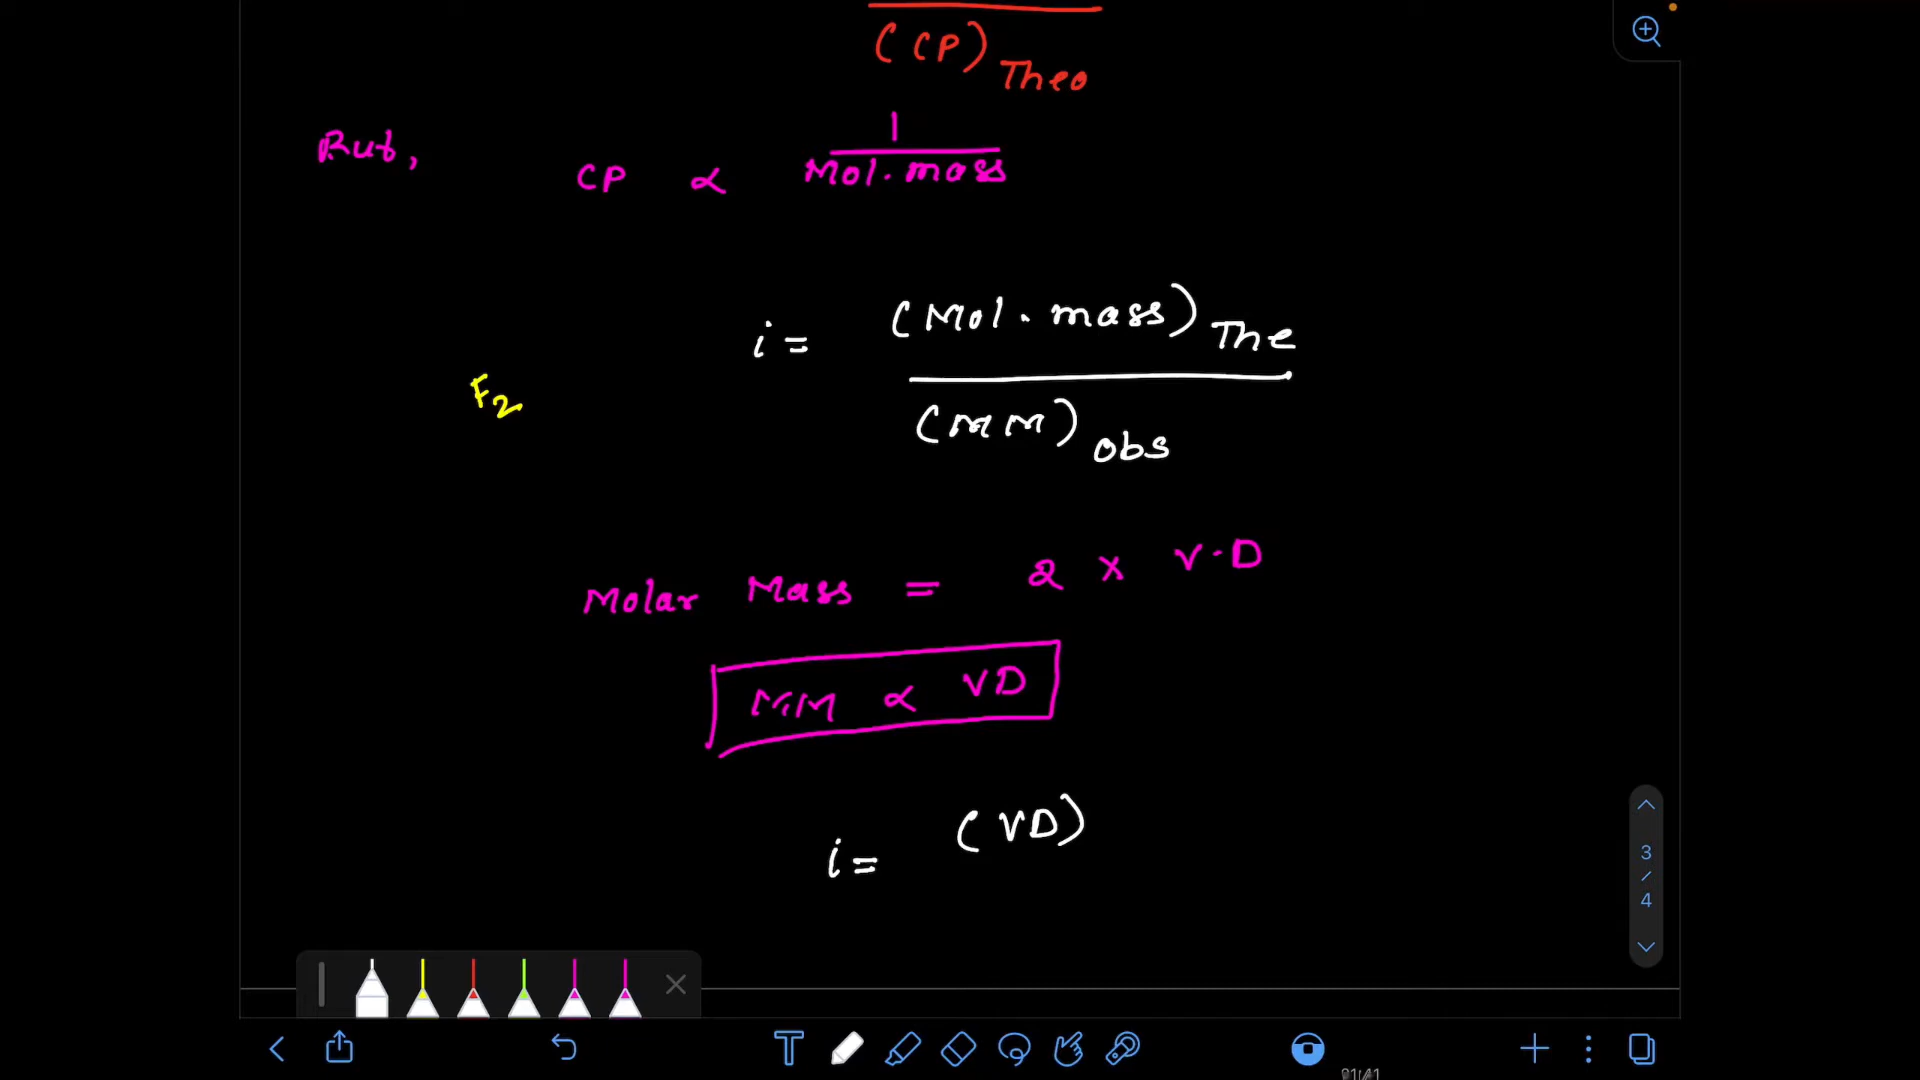 (CP) Theo
But, CP ∝ 1 / Mol. mass
i = (Mol. mass) The / (MM) obs
F2
Molar Mass = 2 x V.D
MM ∝ VD
i = (VD)
3
/
4
T